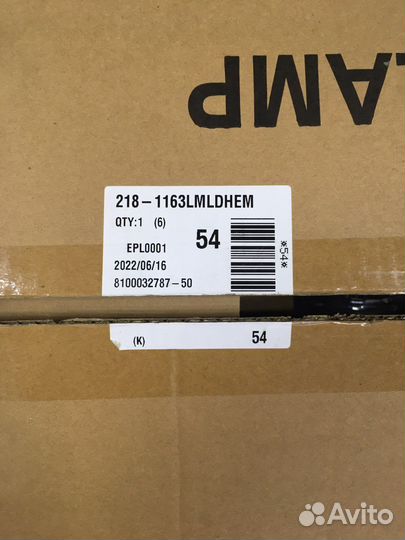 LAMP
218-1163LMLDHEM
QTY:1 (6)
54
*54*
EPL0001
2022/06/16
8100032787-50
(K)
54
Avito